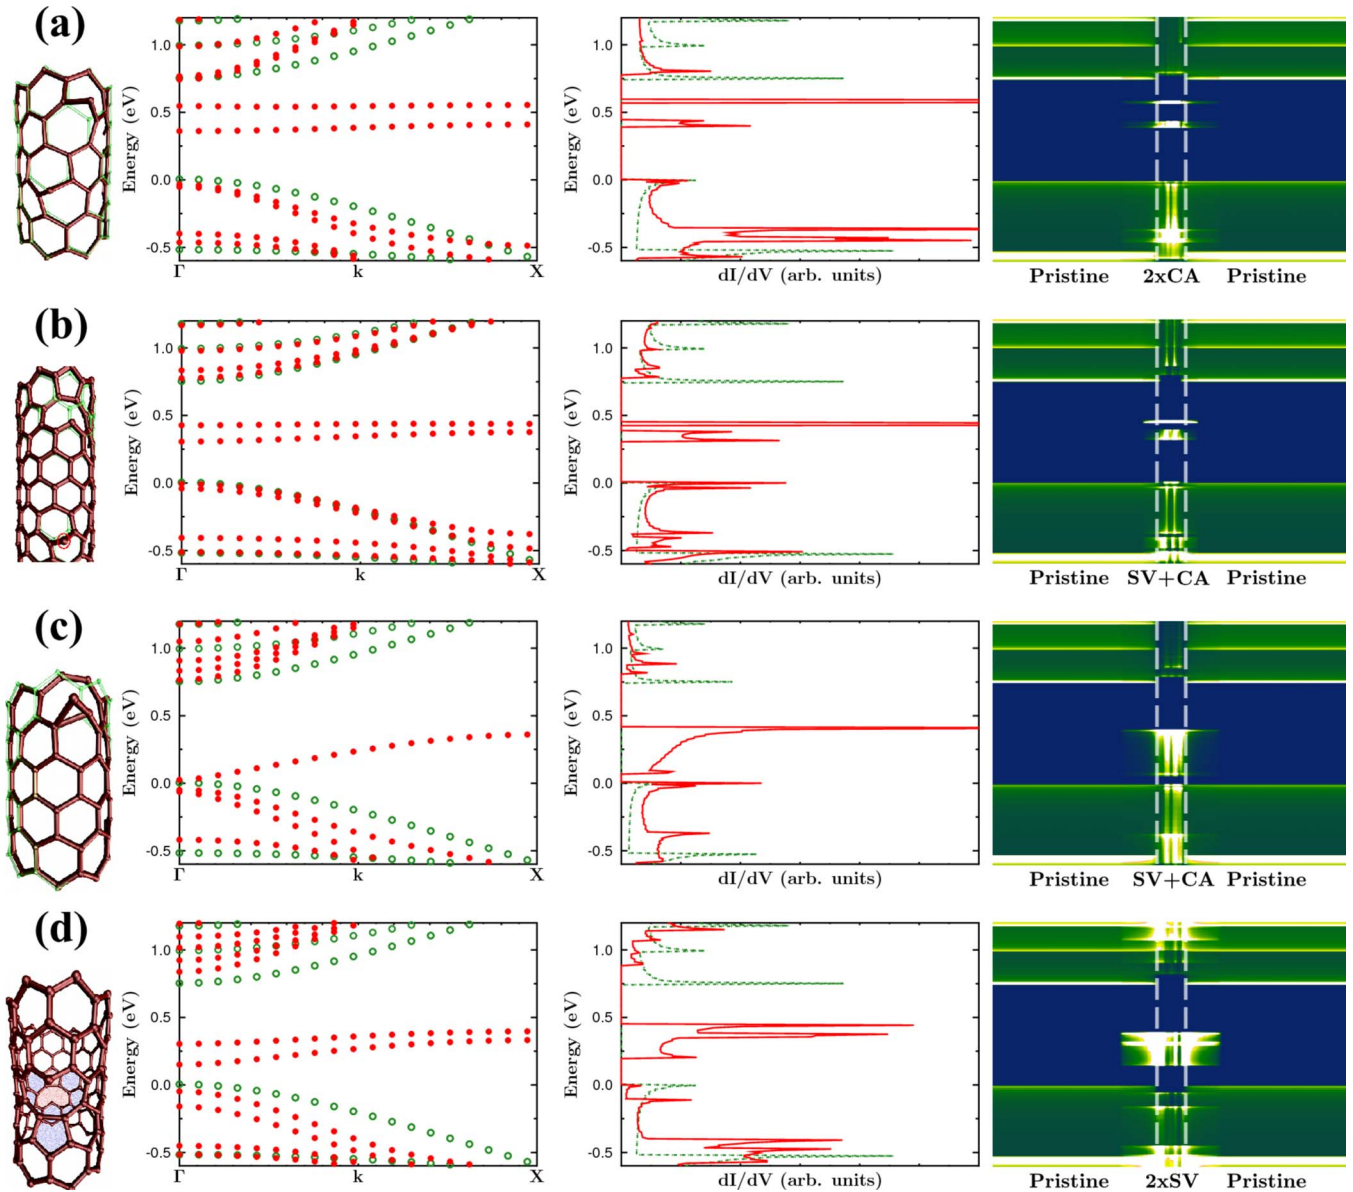 (a)
Energy (eV)
1.0
0.5
0.0
-0.5
Γ k X
Energy (eV)
1.0
0.5
0.0
-0.5
dI/dV (arb. units)
Pristine 2xCA Pristine
(b)
Energy (eV)
1.0
0.5
0.0
-0.5
Γ k X
Energy (eV)
1.0
0.5
0.0
-0.5
dI/dV (arb. units)
Pristine SV+CA Pristine
(c)
Energy (eV)
1.0
0.5
0.0
-0.5
Γ k X
Energy (eV)
1.0
0.5
0.0
-0.5
dI/dV (arb. units)
Pristine SV+CA Pristine
(d)
Energy (eV)
1.0
0.5
0.0
-0.5
Γ k X
Energy (eV)
1.0
0.5
0.0
-0.5
dI/dV (arb. units)
Pristine 2xSV Pristine